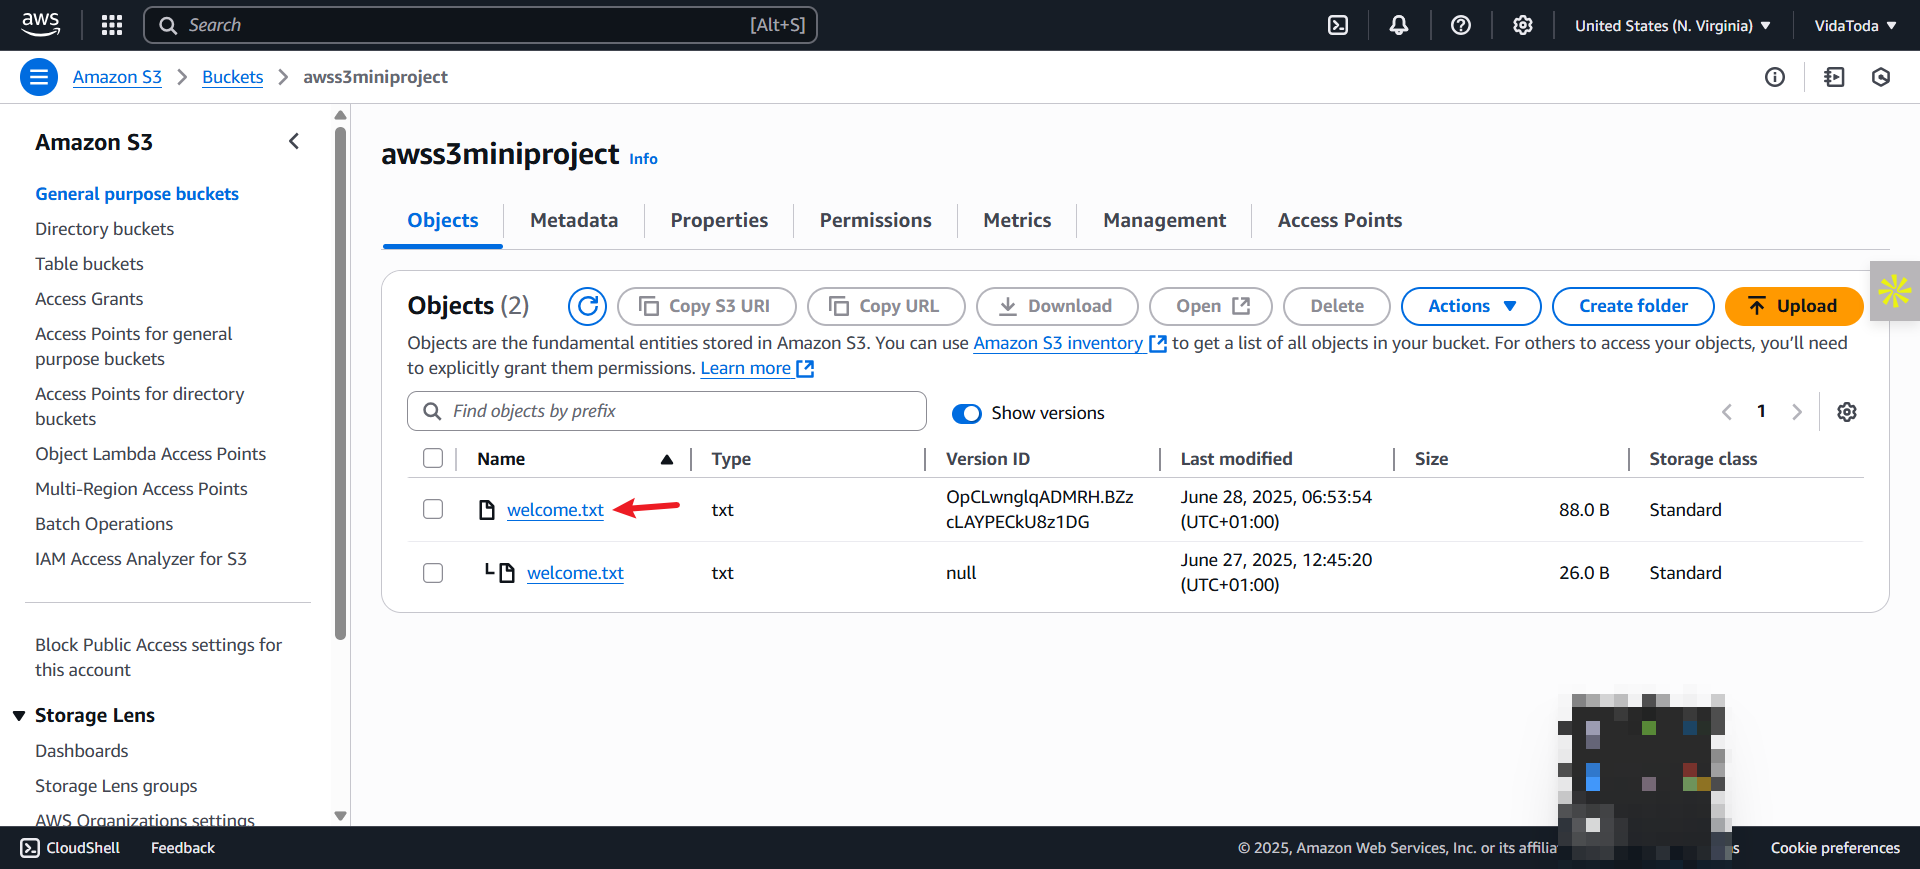 aws
Search [Alt+S]
United States (N. Virginia)
VidaToda
Amazon S3 > Buckets > awss3miniproject
Amazon S3
General purpose buckets
Directory buckets
Table buckets
Access Grants
Access Points for general
purpose buckets
Access Points for directory
buckets
Object Lambda Access Points
Multi-Region Access Points
Batch Operations
IAM Access Analyzer for S3
Block Public Access settings for
this account
Storage Lens
Dashboards
Storage Lens groups
AWS Organizations settings
awss3miniproject Info
Objects Metadata Properties Permissions Metrics Management Access Points
Objects (2)
Copy S3 URI
Copy URL
Download
Open
Delete
Actions
Create folder
Upload
Objects are the fundamental entities stored in Amazon S3. You can use Amazon S3 inventory to get a list of all objects in your bucket. For others to access your objects, you’ll need
to explicitly grant them permissions. Learn more
Find objects by prefix
Show versions
1
Name Type Version ID Last modified Size Storage class
welcome.txt txt OpCLwnglqADMRH.BZz June 28, 2025, 06:53:54 88.0 B Standard
cLAYPECkU8z1DG (UTC+01:00)
welcome.txt txt null June 27, 2025, 12:45:20 26.0 B Standard
(UTC+01:00)
CloudShell Feedback
© 2025, Amazon Web Services, Inc. or its
Cookie preferences